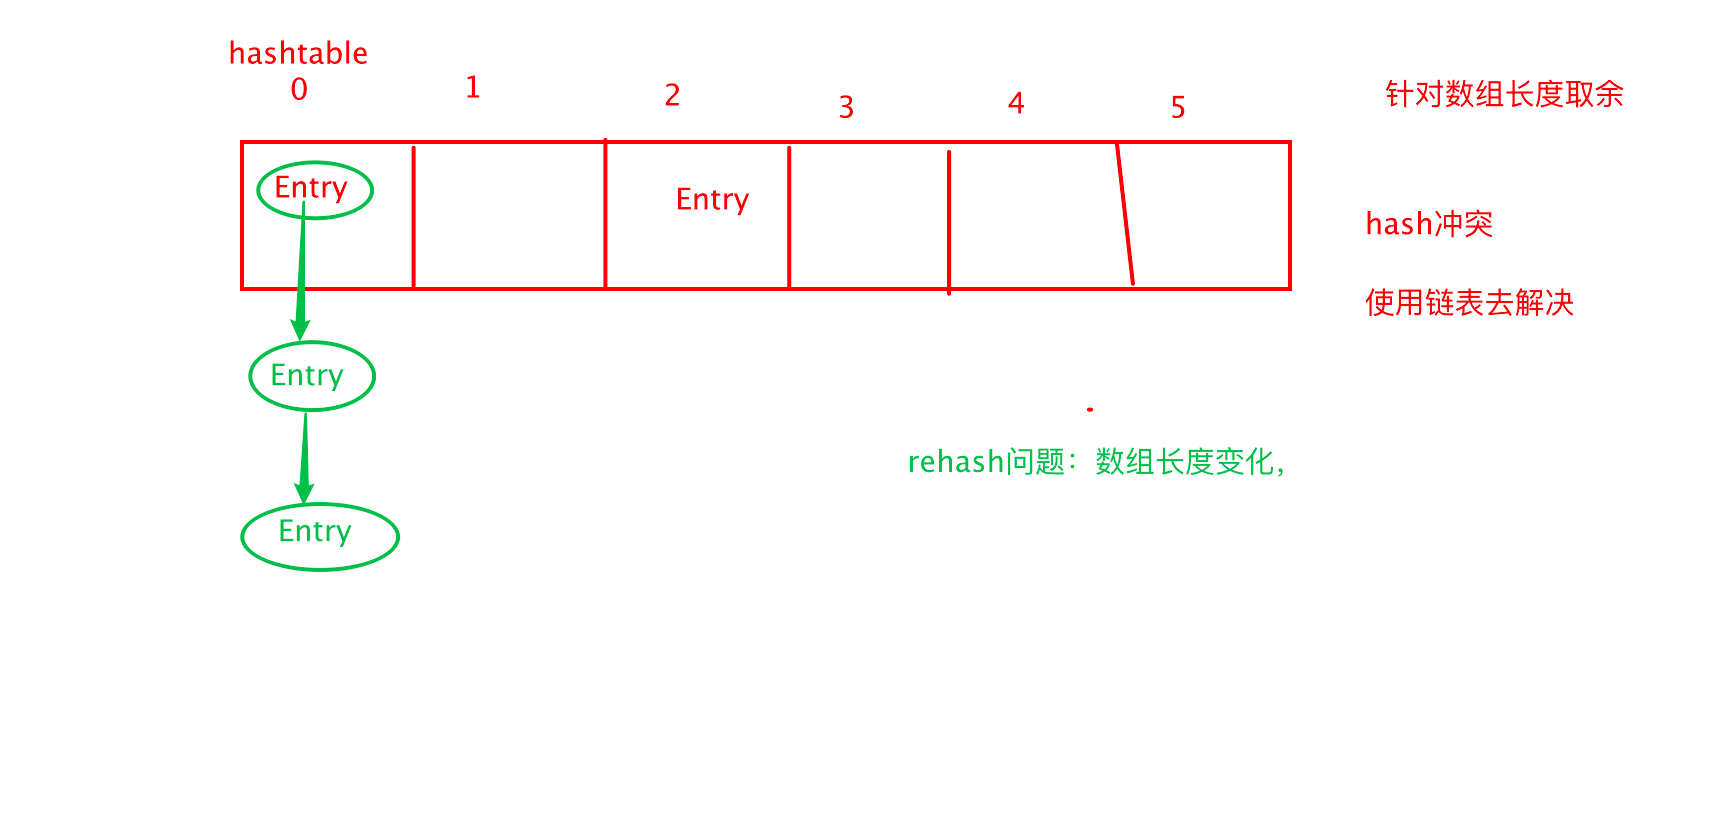 hashtable
0
1
2
3
4
5
针对数组长度取余
Entry
Entry
hash冲突
使用链表去解决
Entry
rehash问题：数组长度变化，
Entry